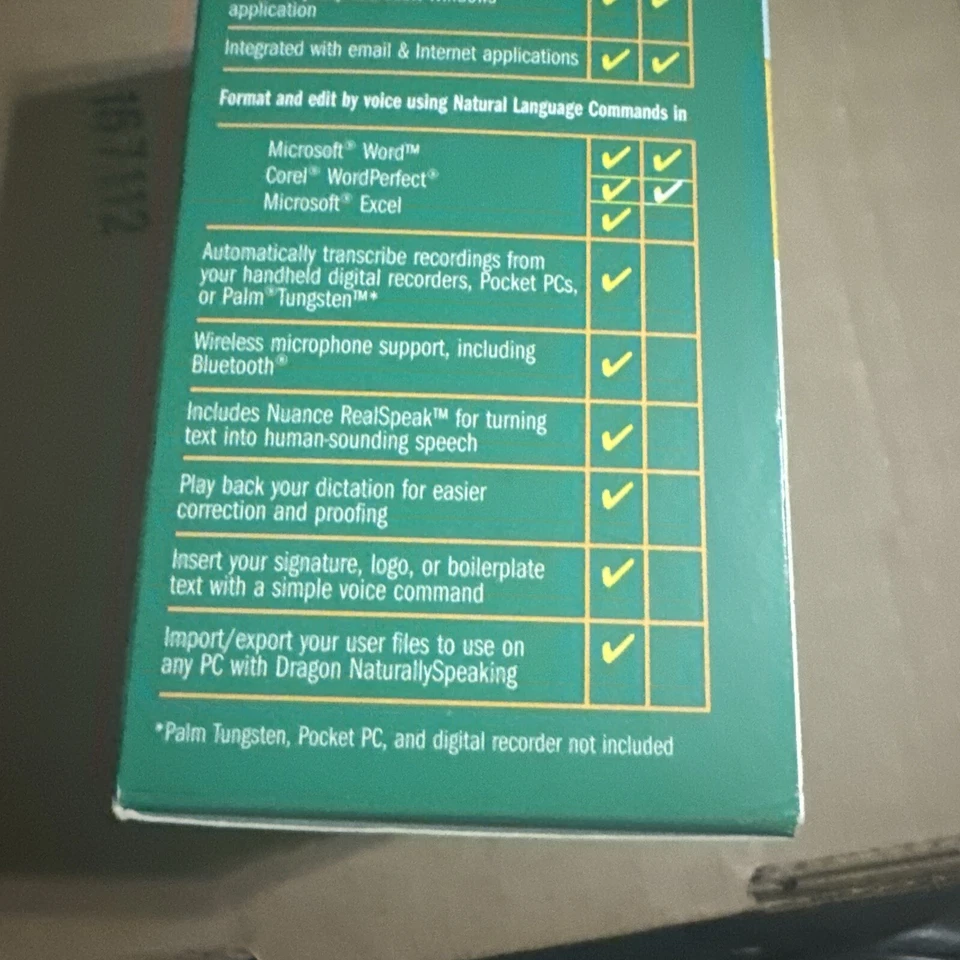 application
Integrated with email & Internet applications ✓ ✓
Format and edit by voice using Natural Language Commands in
Microsoft® Word™ ✓ ✓
Corel® WordPerfect® ✓ ✓
Microsoft® Excel ✓
Automatically transcribe recordings from
your handheld digital recorders, Pocket PCs, ✓
or Palm® Tungsten™*
Wireless microphone support, including
Bluetooth® ✓
Includes Nuance RealSpeak™ for turning
text into human-sounding speech ✓
Play back your dictation for easier ✓
correction and proofing
Insert your signature, logo, or boilerplate ✓
text with a simple voice command
Import/export your user files to use on ✓
any PC with Dragon NaturallySpeaking
*Palm Tungsten, Pocket PC, and digital recorder not included